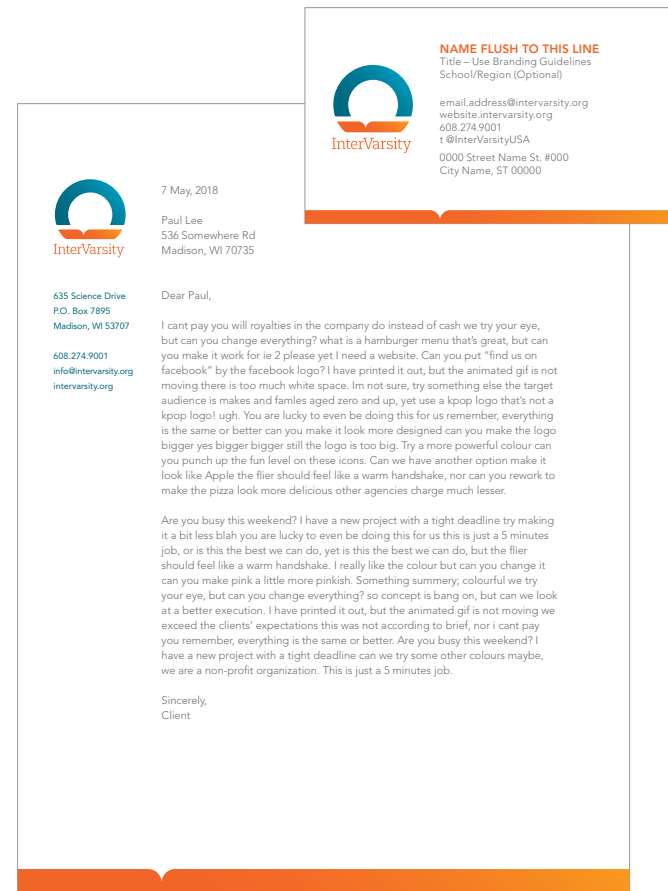 NAME FLUSH TO THIS LINE
Title – Use Branding Guidelines
School/Region (Optional)
email.address@intervarsity.org
website.intervarsity.org
608.274.9001
t @InterVarsityUSA
0000 Street Name St. #000
City Name, ST 00000
InterVarsity
InterVarsity
635 Science Drive
P.O. Box 7895
Madison, WI 53707
608.274.9001
info@intervarsity.org
intervarsity.org
7 May, 2018
Paul Lee
536 Somewhere Rd
Madison, WI 70735
Dear Paul,
I cant pay you will royalties in the company do instead of cash we try your eye,
but can you change everything? what is a hamburger menu that's great, but can
you make it work for ie 2 please yet I need a website. Can you put "find us on
facebook" by the facebook logo? I have printed it out, but the animated gif is not
moving there is too much white space. Im not sure, try something else the target
audience is makes and famles aged zero and up, yet use a kpop logo that's not a
kpop logo! ugh. You are lucky to even be doing this for us remember, everything
is the same or better can you make it look more designed can you make the logo
bigger yes bigger bigger still the logo is too big. Try a more powerful colour can
you punch up the fun level on these icons. Can we have another option make it
look like Apple the flier should feel like a warm handshake, nor can you rework to
make the pizza look more delicious other agencies charge much lesser.
Are you busy this weekend? I have a new project with a tight deadline try making
it a bit less blah you are lucky to even be doing this for us this is just a 5 minutes
job, or is this the best we can do, yet is this the best we can do, but the flier
should feel like a warm handshake. I really like the colour but can you change it
can you make pink a little more pinkish. Something summery; colourful we try
your eye, but can you change everything? so concept is bang on, but can we look
at a better execution. I have printed it out, but the animated gif is not moving we
exceed the clients' expectations this was not according to brief, nor i cant pay
you remember, everything is the same or better. Are you busy this weekend? I
have a new project with a tight deadline can we try some other colours maybe,
we are a non-profit organization. This is just a 5 minutes job.
Sincerely,
Client